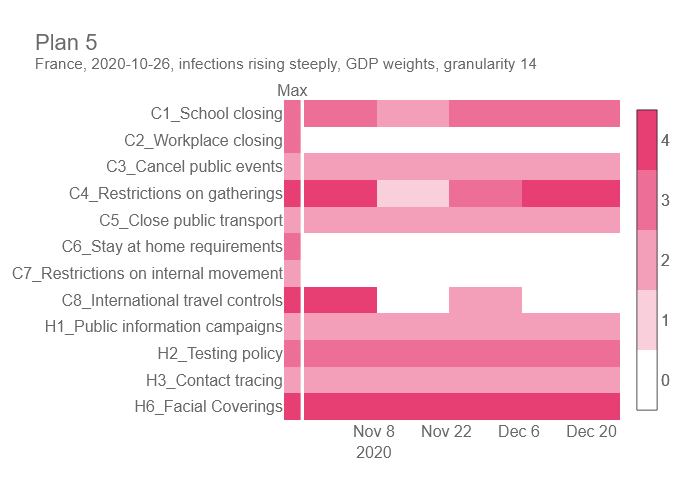 Plan 5
France, 2020-10-26, infections rising steeply, GDP weights, granularity 14
Max
C1_School closing
C2_Workplace closing
C3_Cancel public events
C4_Restrictions on gatherings
C5_Close public transport
C6_Stay at home requirements
C7_Restrictions on internal movement
C8_International travel controls
H1_Public information campaigns
H2_Testing policy
H3_Contact tracing
H6_Facial Coverings
Nov 8 Nov 22 Dec 6 Dec 20
2020
4
3
2
1
0